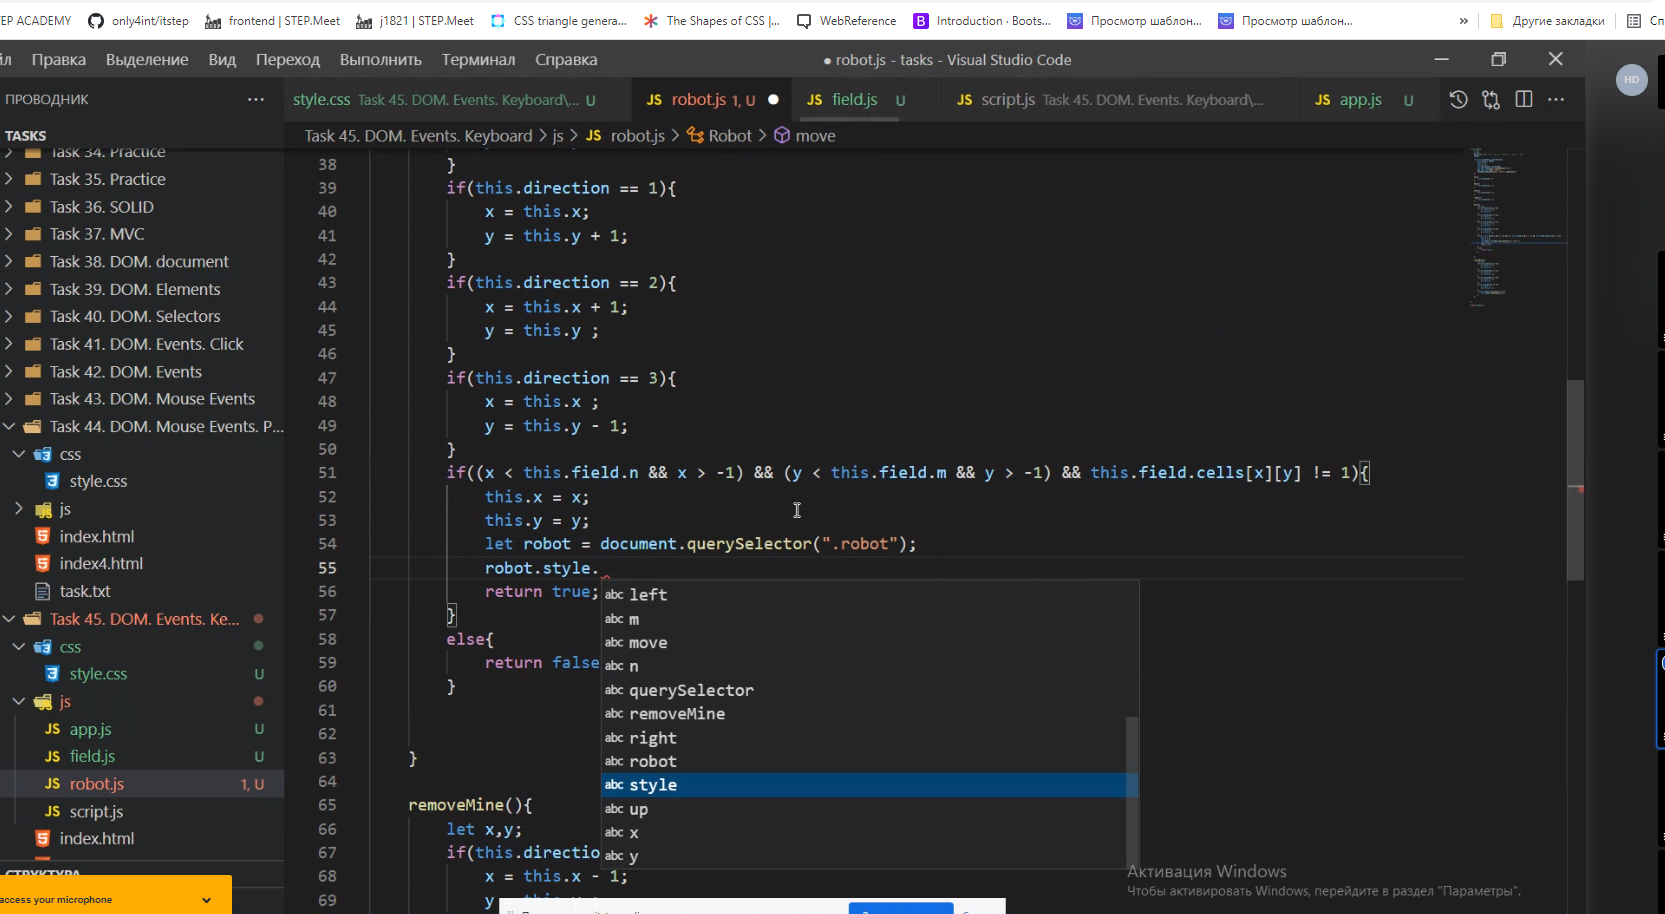 EP ACADEMY only4int/itstep frontend | STEP.Meet j1821 | STEP.Meet CSS triangle genera... The Shapes of CSS |... WebReference Introduction · Boots... Просмотр шаблон... Просмотр шаблон... » Другие закладки
йл Правка Выделение Вид Переход Выполнить Терминал Справка ● robot.js - tasks - Visual Studio Code
HD
ПРОВОДНИК ...
style.css Task 45. DOM. Events. Keyboard\... U JS robot.js 1, U ● JS field.js U JS script.js Task 45. DOM. Events. Keyboard\... JS app.js U
Task 45. DOM. Events. Keyboard > js > JS robot.js > Robot > move
TASKS
Task 34. Practice
Task 35. Practice
Task 36. SOLID
Task 37. MVC
Task 38. DOM. document
Task 39. DOM. Elements
Task 40. DOM. Selectors
Task 41. DOM. Events. Click
Task 42. DOM. Events
Task 43. DOM. Mouse Events
Task 44. DOM. Mouse Events. P...
css
style.css
js
index.html
index4.html
task.txt
Task 45. DOM. Events. Ke...
css
style.css U
js
JS app.js U
JS field.js U
JS robot.js 1, U
JS script.js
index.html
38 }
39 if(this.direction == 1){
40 x = this.x;
41 y = this.y + 1;
42 }
43 if(this.direction == 2){
44 x = this.x + 1;
45 y = this.y ;
46 }
47 if(this.direction == 3){
48 x = this.x ;
49 y = this.y - 1;
50 }
51 if((x < this.field.n && x > -1) && (y < this.field.m && y > -1) && this.field.cells[x][y] != 1){
52 this.x = x;
53 this.y = y;
54 let robot = document.querySelector(".robot");
55 robot.style.
56 return true;
57 }
58 else{
59 return false
60 }
61
62
63 }
64
65 removeMine(){
66 let x,y;
67 if(this.directio
68 x = this.x - 1;
69
abc left
abc m
abc move
abc n
abc querySelector
abc removeMine
abc right
abc robot
abc style
abc up
abc x
abc y
Активация Windows
Чтобы активировать Windows, перейдите в раздел "Параметры".
access your microphone